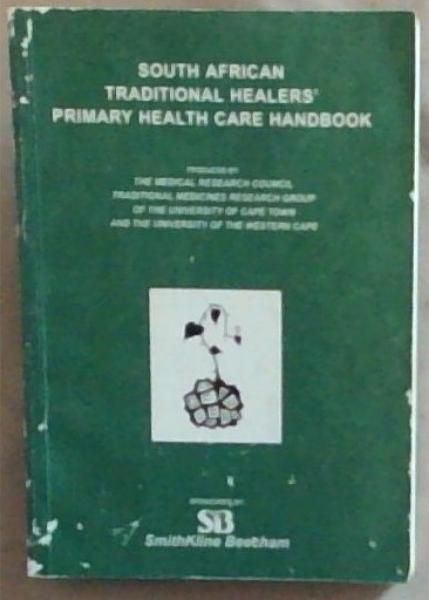 SOUTH AFRICAN
TRADITIONAL HEALERS'
PRIMARY HEALTH CARE HANDBOOK
PRODUCED BY
THE MEDICAL RESEARCH COUNCIL
TRADITIONAL MEDICINES RESEARCH GROUP
OF THE UNIVERSITY OF CAPE TOWN
AND THE UNIVERSITY OF THE WESTERN CAPE
SPONSORED BY
SB
SmithKline Beecham